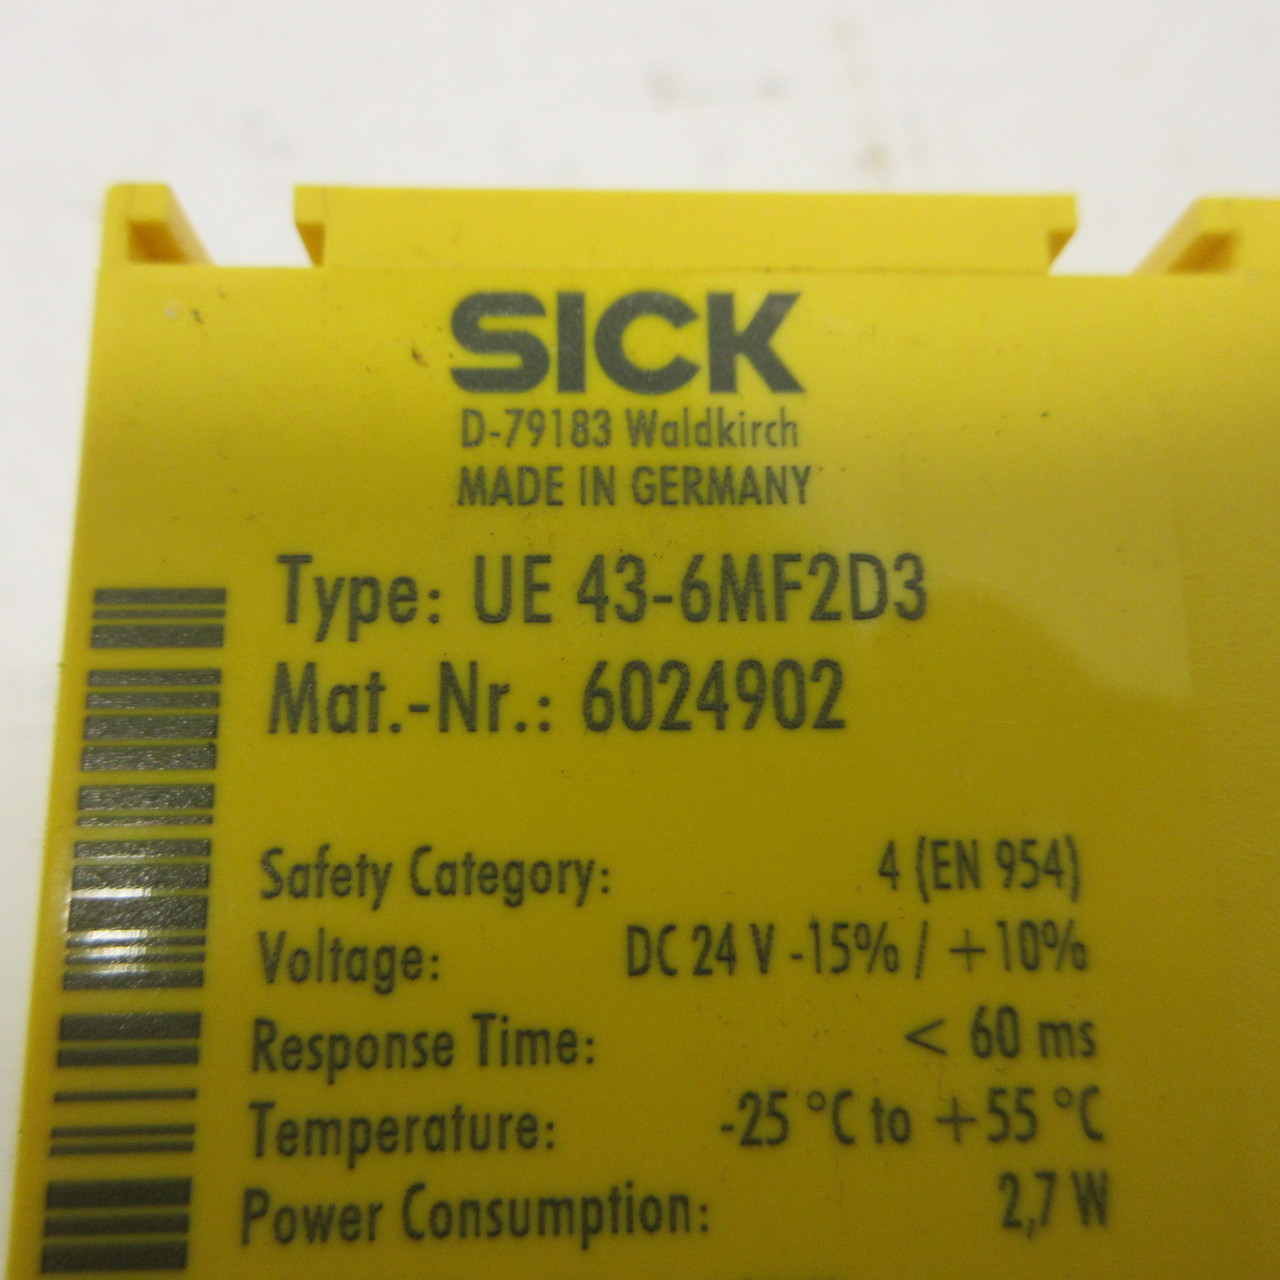 SICK
D-79183 Waldkirch
MADE IN GERMANY
Type: UE 43-6MF2D3
Mat.-Nr.: 6024902
Safety Category: 4 (EN 954)
Voltage: DC 24 V -15% / +10%
Response Time: < 60 ms
Temperature: -25 °C to +55 °C
Power Consumption: 2,7 W